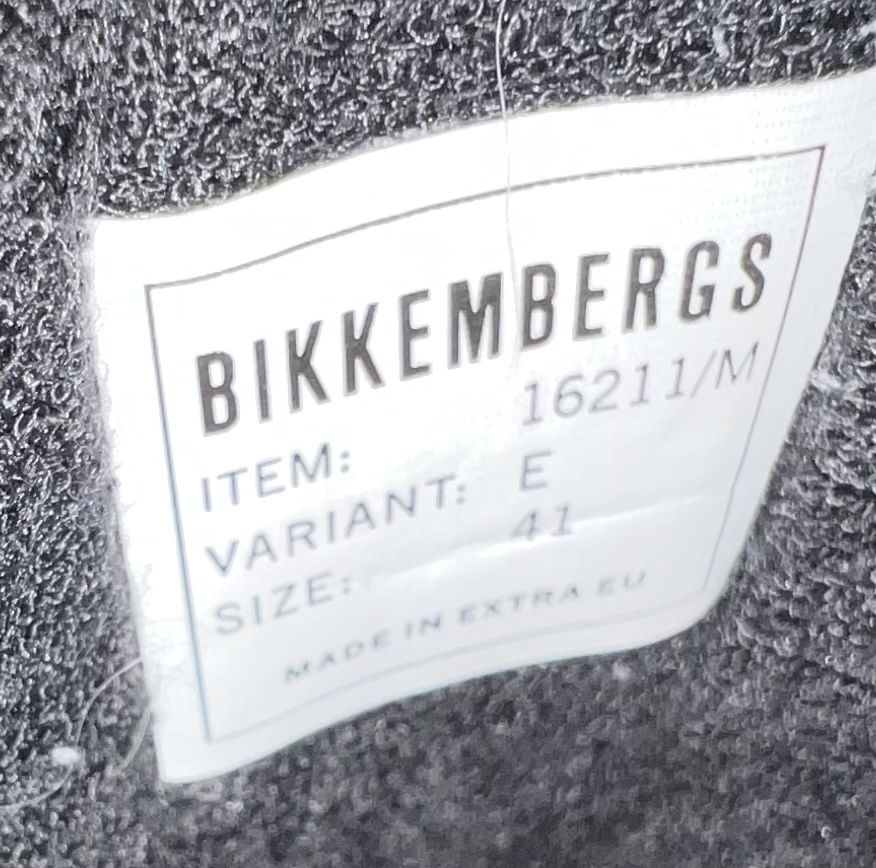 BIKKEMBERGS
ITEM: 16211/M
VARIANT: E
SIZE: 41
MADE IN EXTRA EU